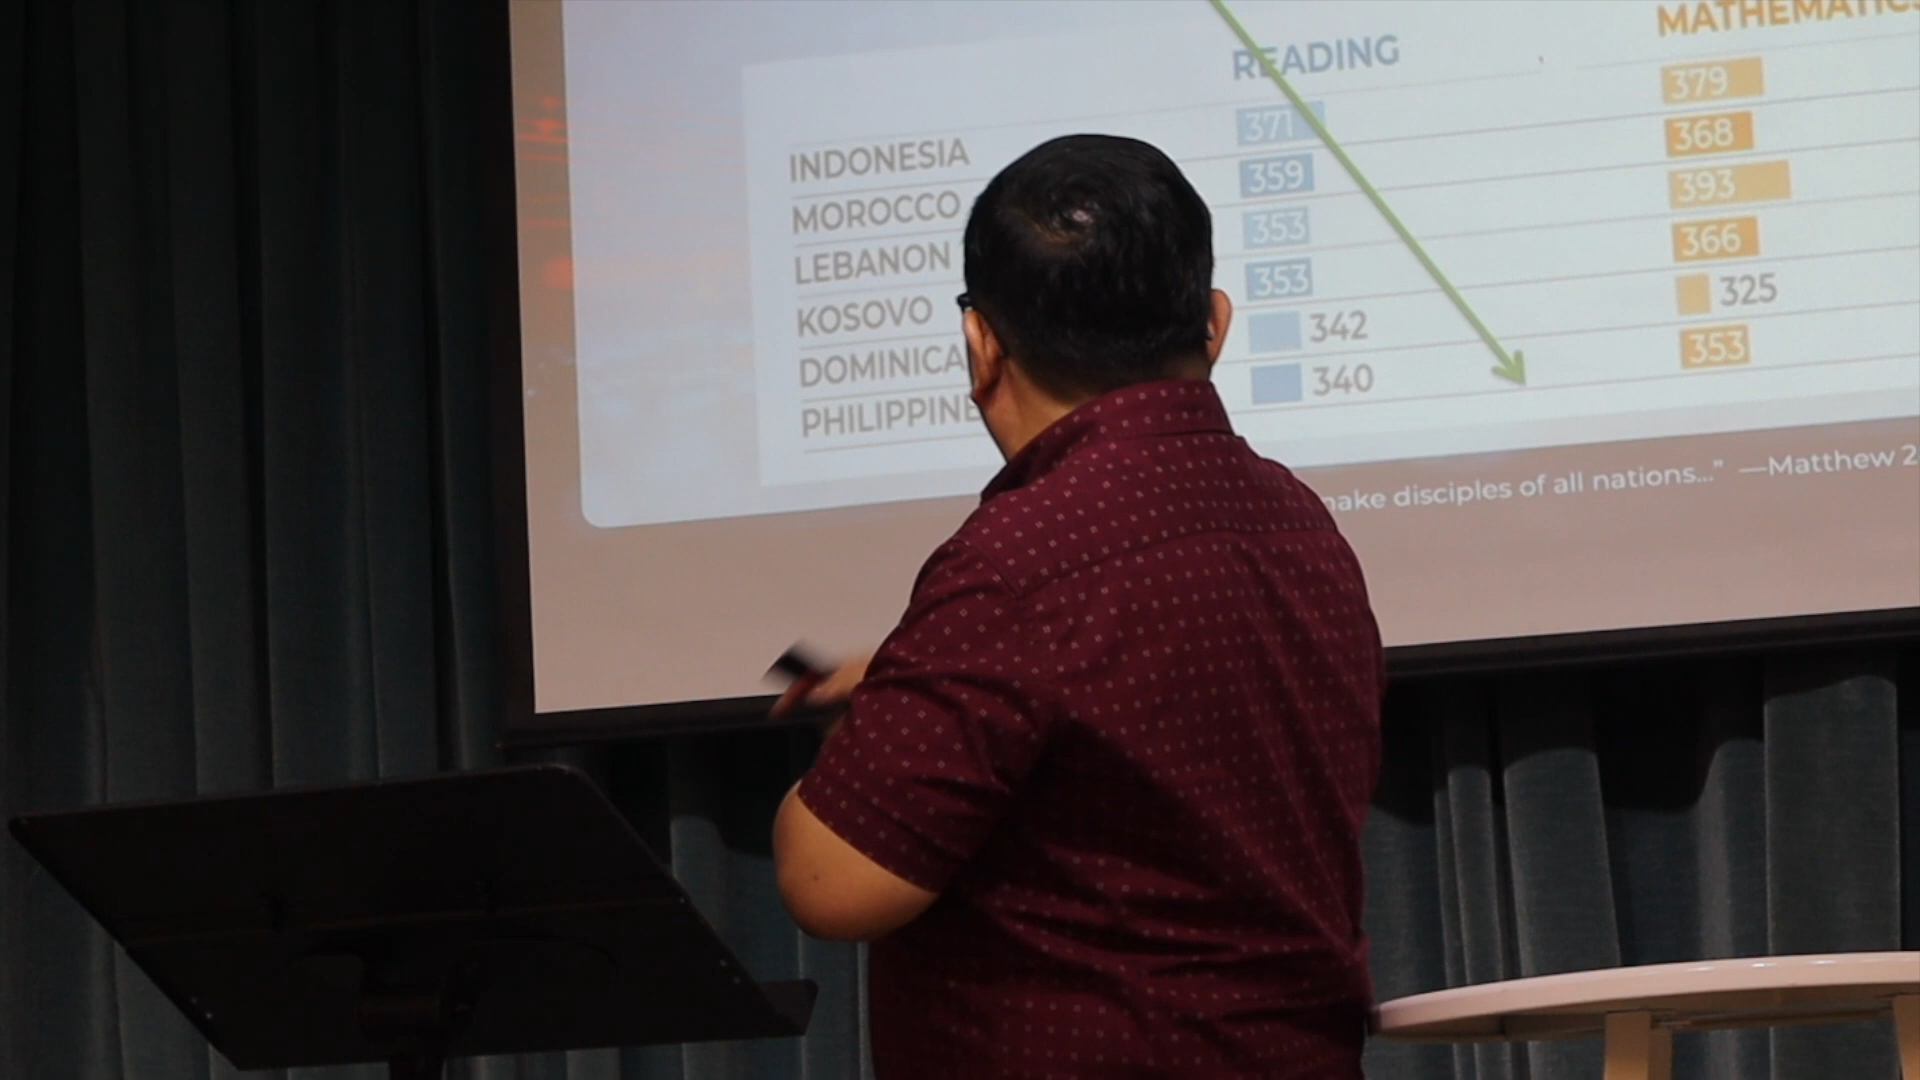 READING MATHEMATICS
INDONESIA 371 379
MOROCCO 359 368
LEBANON 353 393
KOSOVO 353 366
DOMINICA 342 325
PHILIPPINE 340 353
make disciples of all nations..." —Matthew 2